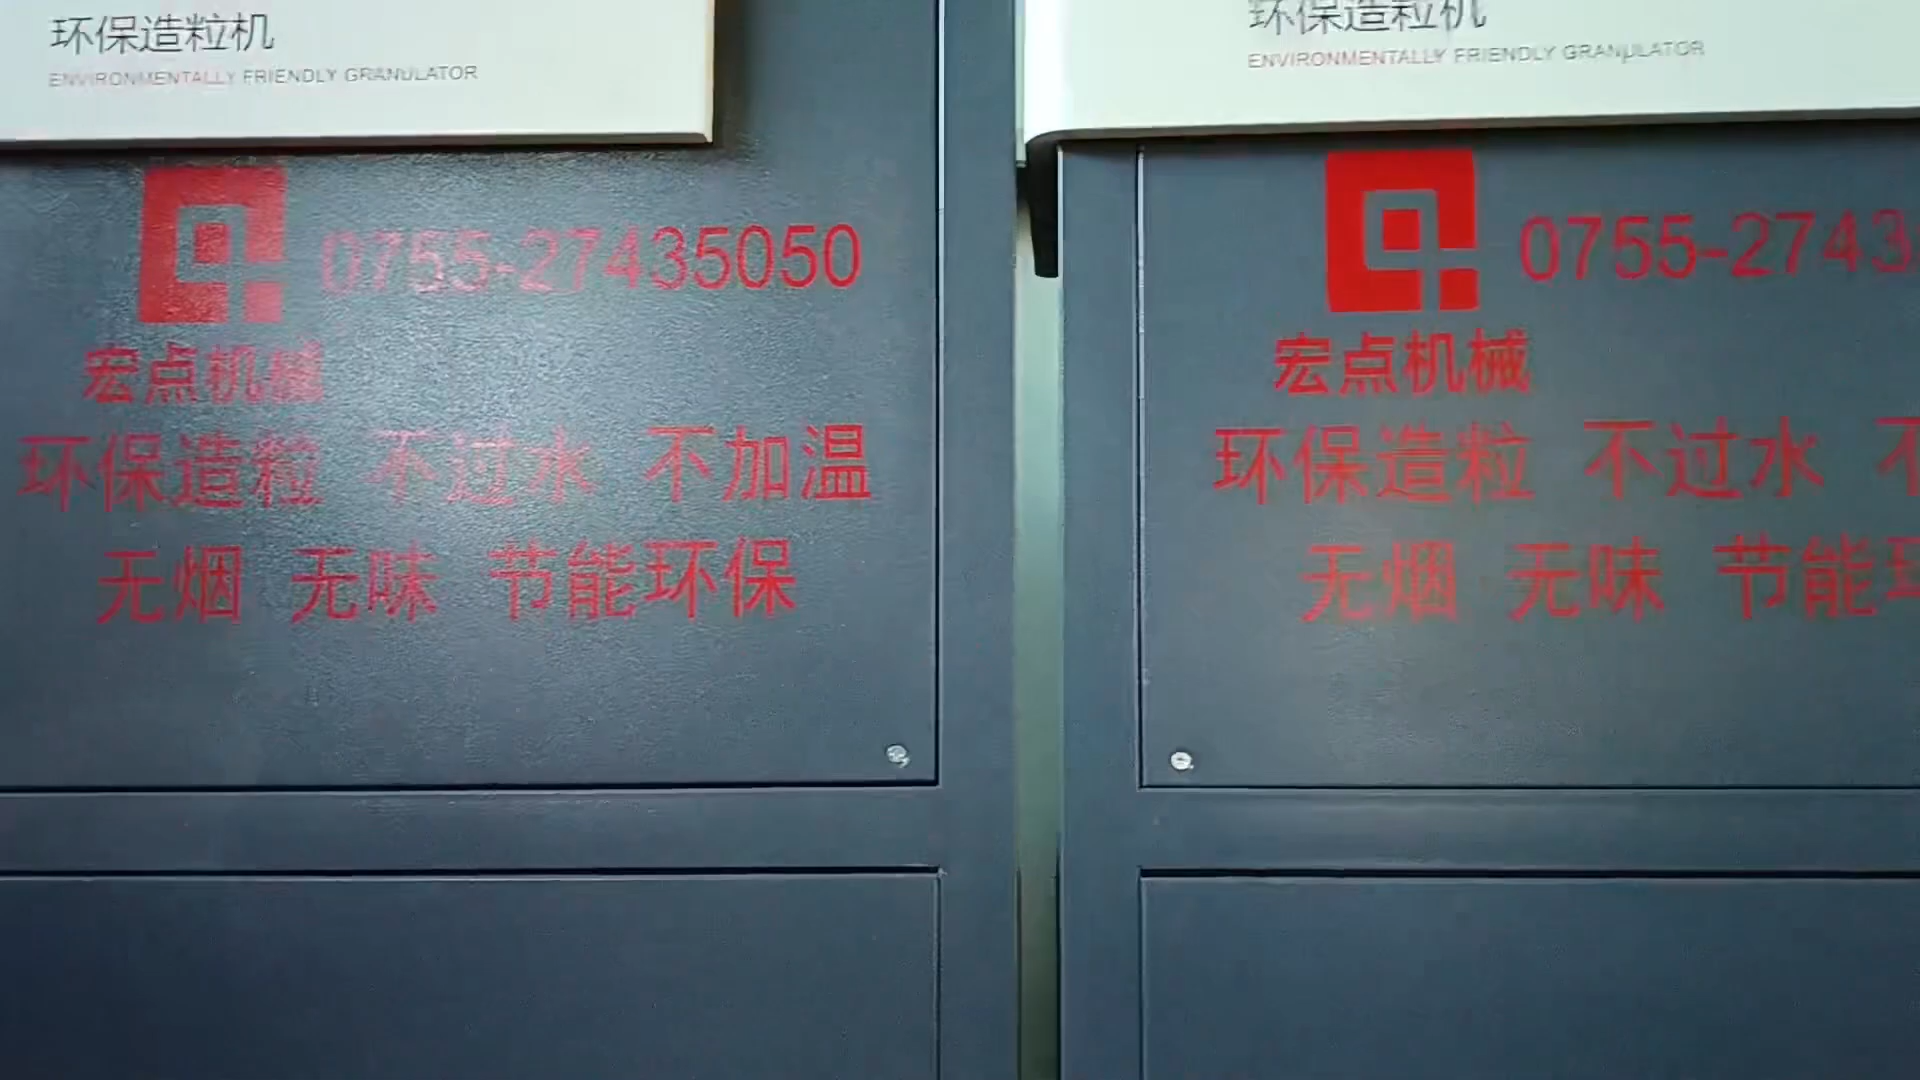 环保造粒机
ENVIRONMENTALLY FRIENDLY GRANULATOR
0755-27435050
宏点机械
环保造粒 不过水 不加温
无烟 无味 节能环保
环保造粒机
ENVIRONMENTALLY FRIENDLY GRANULATOR
0755-2743
宏点机械
环保造粒 不过水 不
无烟 无味 节能环